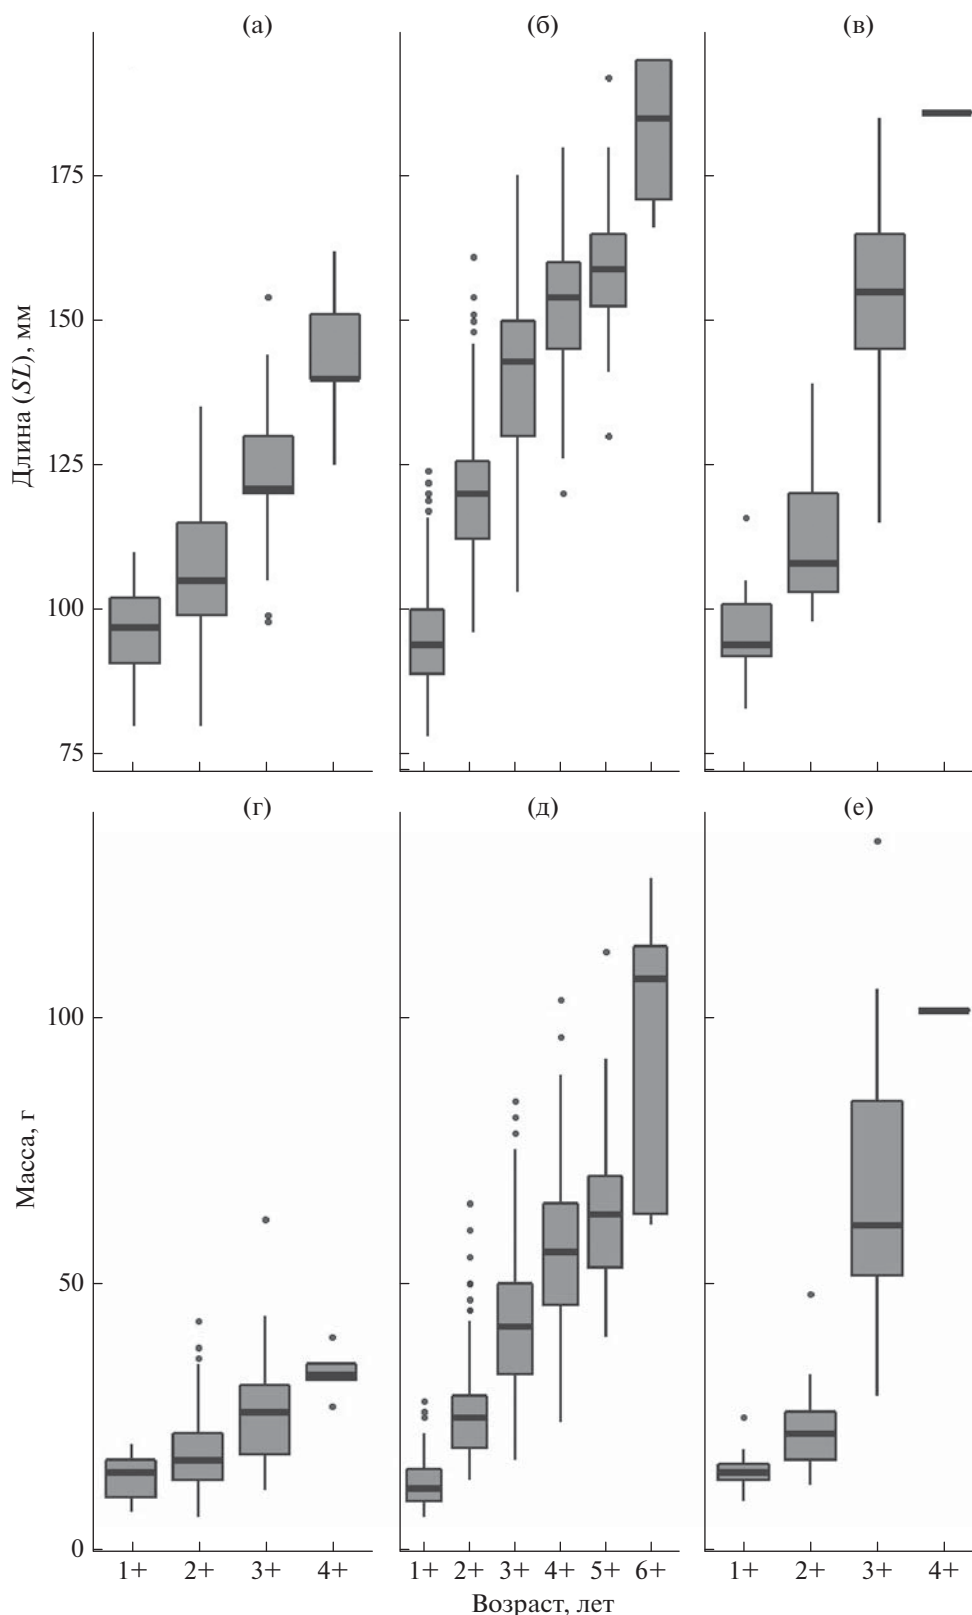 (а) (б) (в)
175
150
125
100
75
Длина (SL), мм
(г) (д) (е)
100
50
0
Масса, г
1+ 2+ 3+ 4+ 1+ 2+ 3+ 4+ 5+ 6+ 1+ 2+ 3+ 4+
Возраст, лет